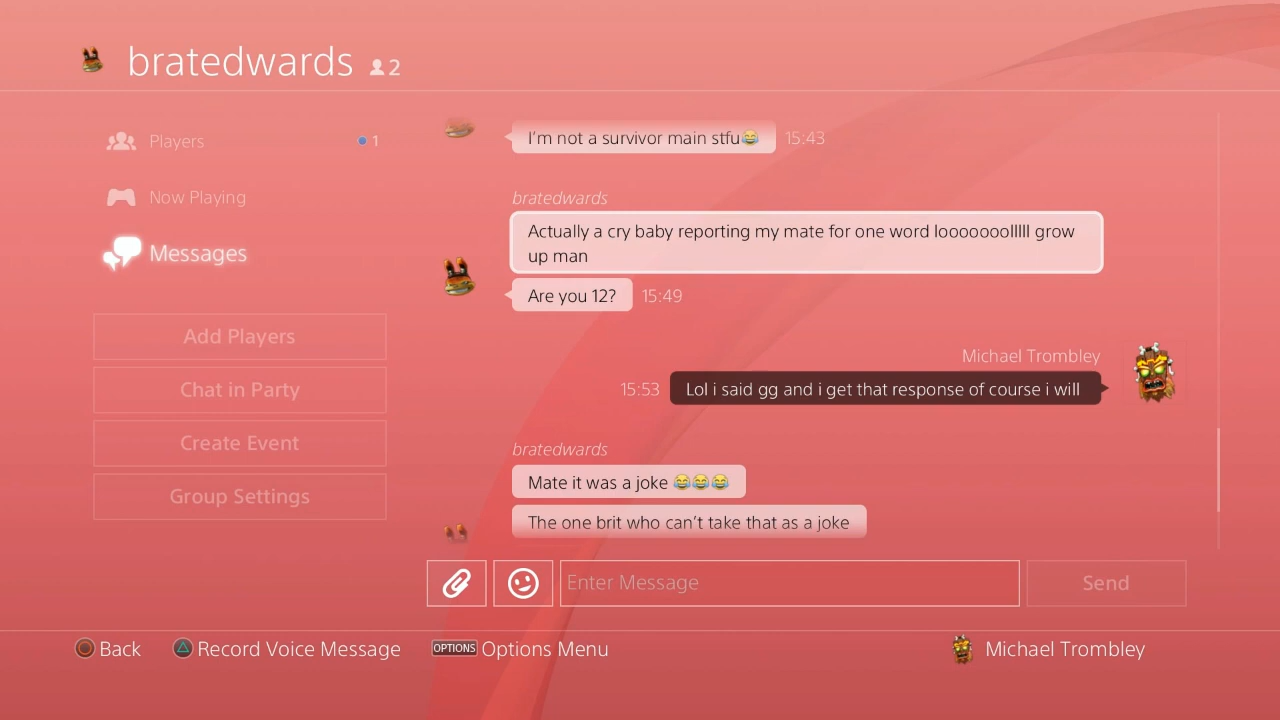 bratedwards 2
Players 1
Now Playing
Messages
Add Players
Chat in Party
Create Event
Group Settings
I'm not a survivor main stfu😂 15:43
bratedwards
Actually a cry baby reporting my mate for one word looooooollllll grow
up man
Are you 12? 15:49
Michael Trombley
15:53 Lol i said gg and i get that response of course i will
bratedwards
Mate it was a joke 😂😂😂
The one brit who can't take that as a joke
Enter Message
Send
Back Record Voice Message OPTIONS Options Menu Michael Trombley